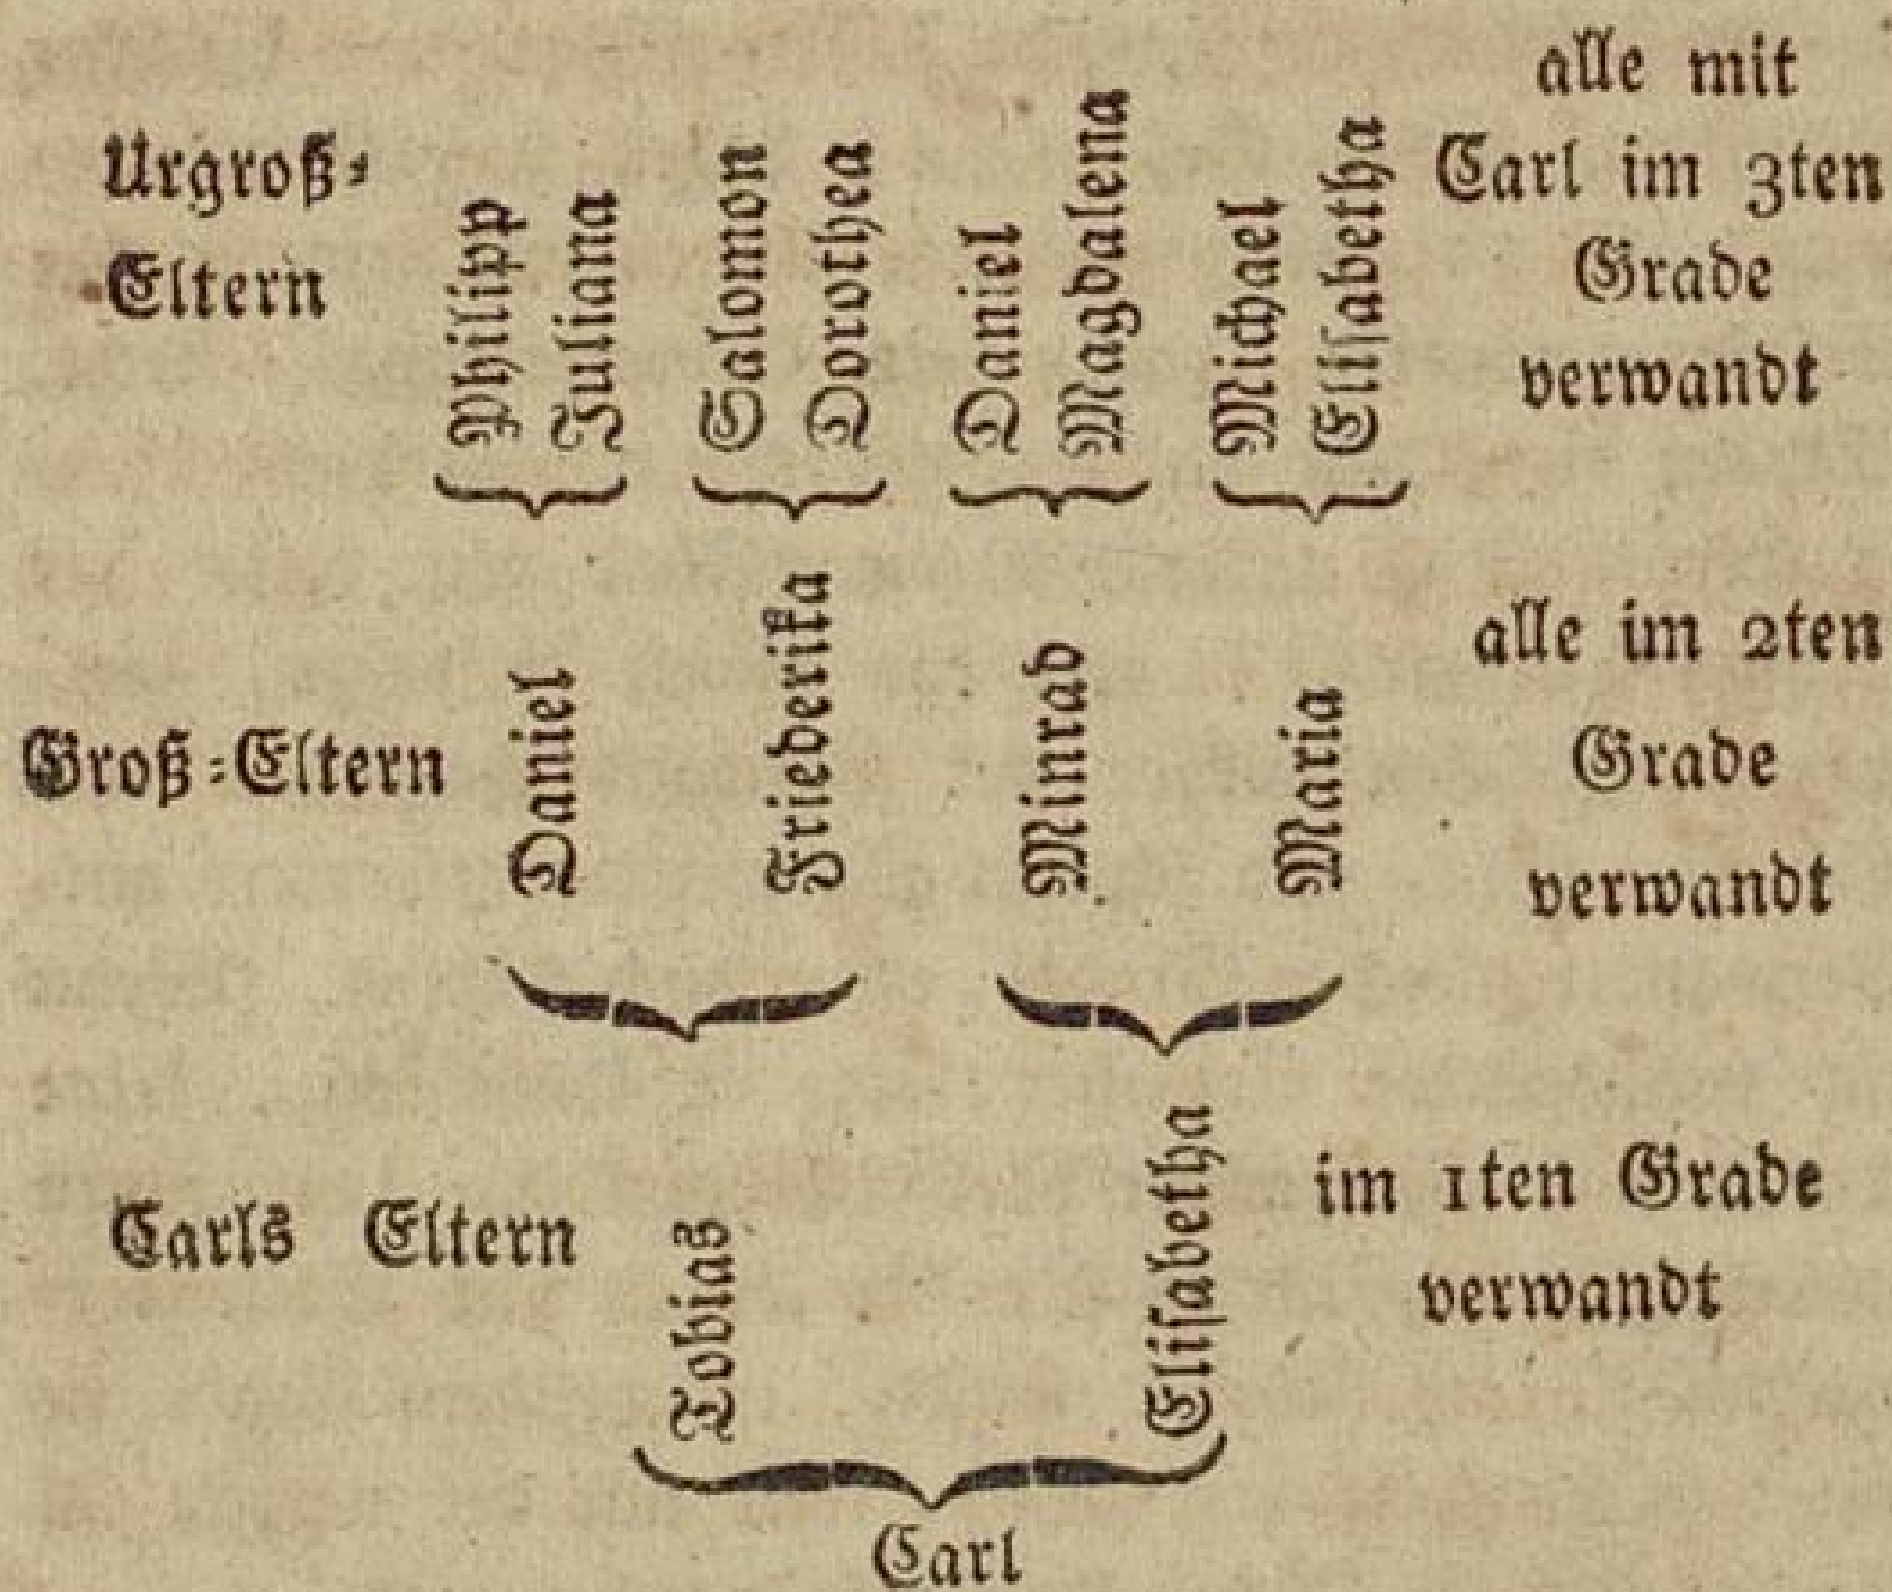 Urgroß-
Eltern
Philipp
Juliana
Salomon
Dorothea
Daniel
Magdalena
Michael
Eliſabetha
alle mit
Carl im 3ten
Grade
verwandt
Groß-Eltern
Daniel
Friederika
Minrad
Maria
alle im 2ten
Grade
verwandt
Carls Eltern
Tobias
Eliſabetha
im 1ten Grade
verwandt
Carl